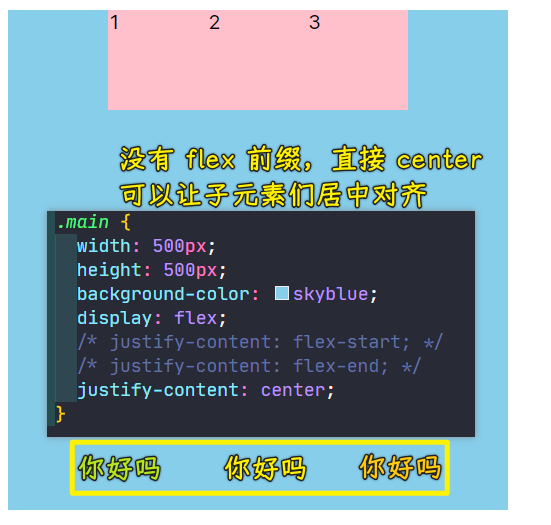 1 2 3
没有 flex 前缀，直接 center
可以让子元素们居中对齐
.main {
width: 500px;
height: 500px;
background-color: skyblue;
display: flex;
/* justify-content: flex-start; */
/* justify-content: flex-end; */
justify-content: center;
}
你好吗 你好吗 你好吗